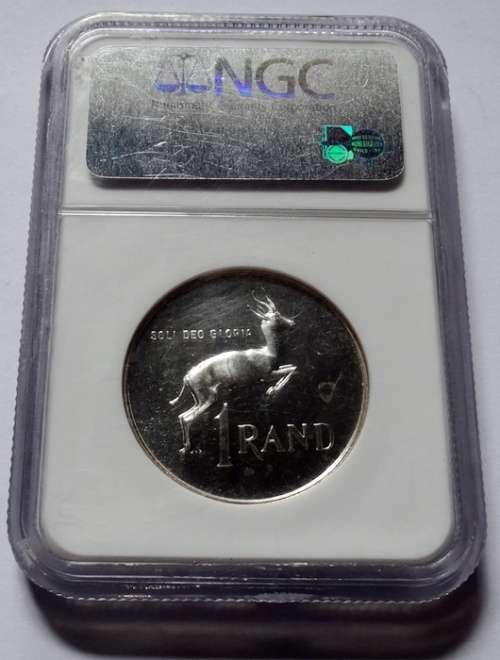 NGC
Numismatic Guaranty Corporation
SOLI DEO GLORIA
1 RAND